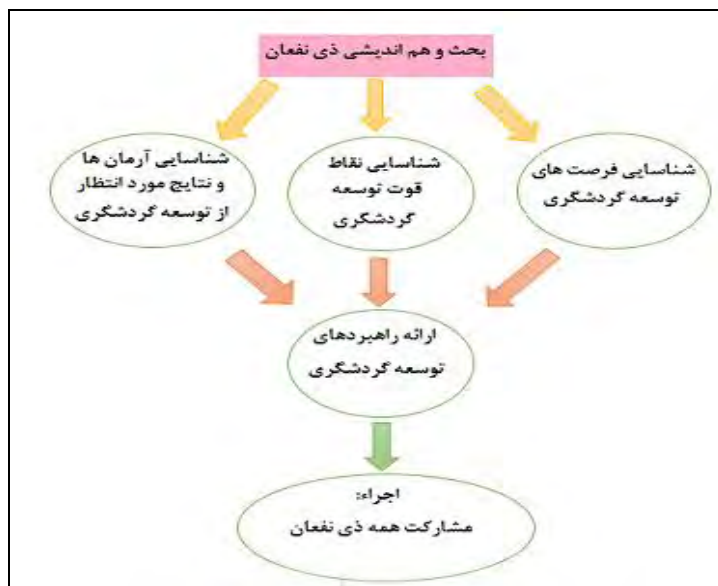 بحث و هم اندیشی ذی نفعان
شناسایی فرصت های
توسعه گردشگری
شناسایی نقاط
قوت توسعه
گردشگری
شناسایی آرمان ها
و نتایج مورد انتظار
از توسعه گردشگری
ارائه راهبردهای
توسعه گردشگری
اجراء:
مشارکت همه ذی نفعان